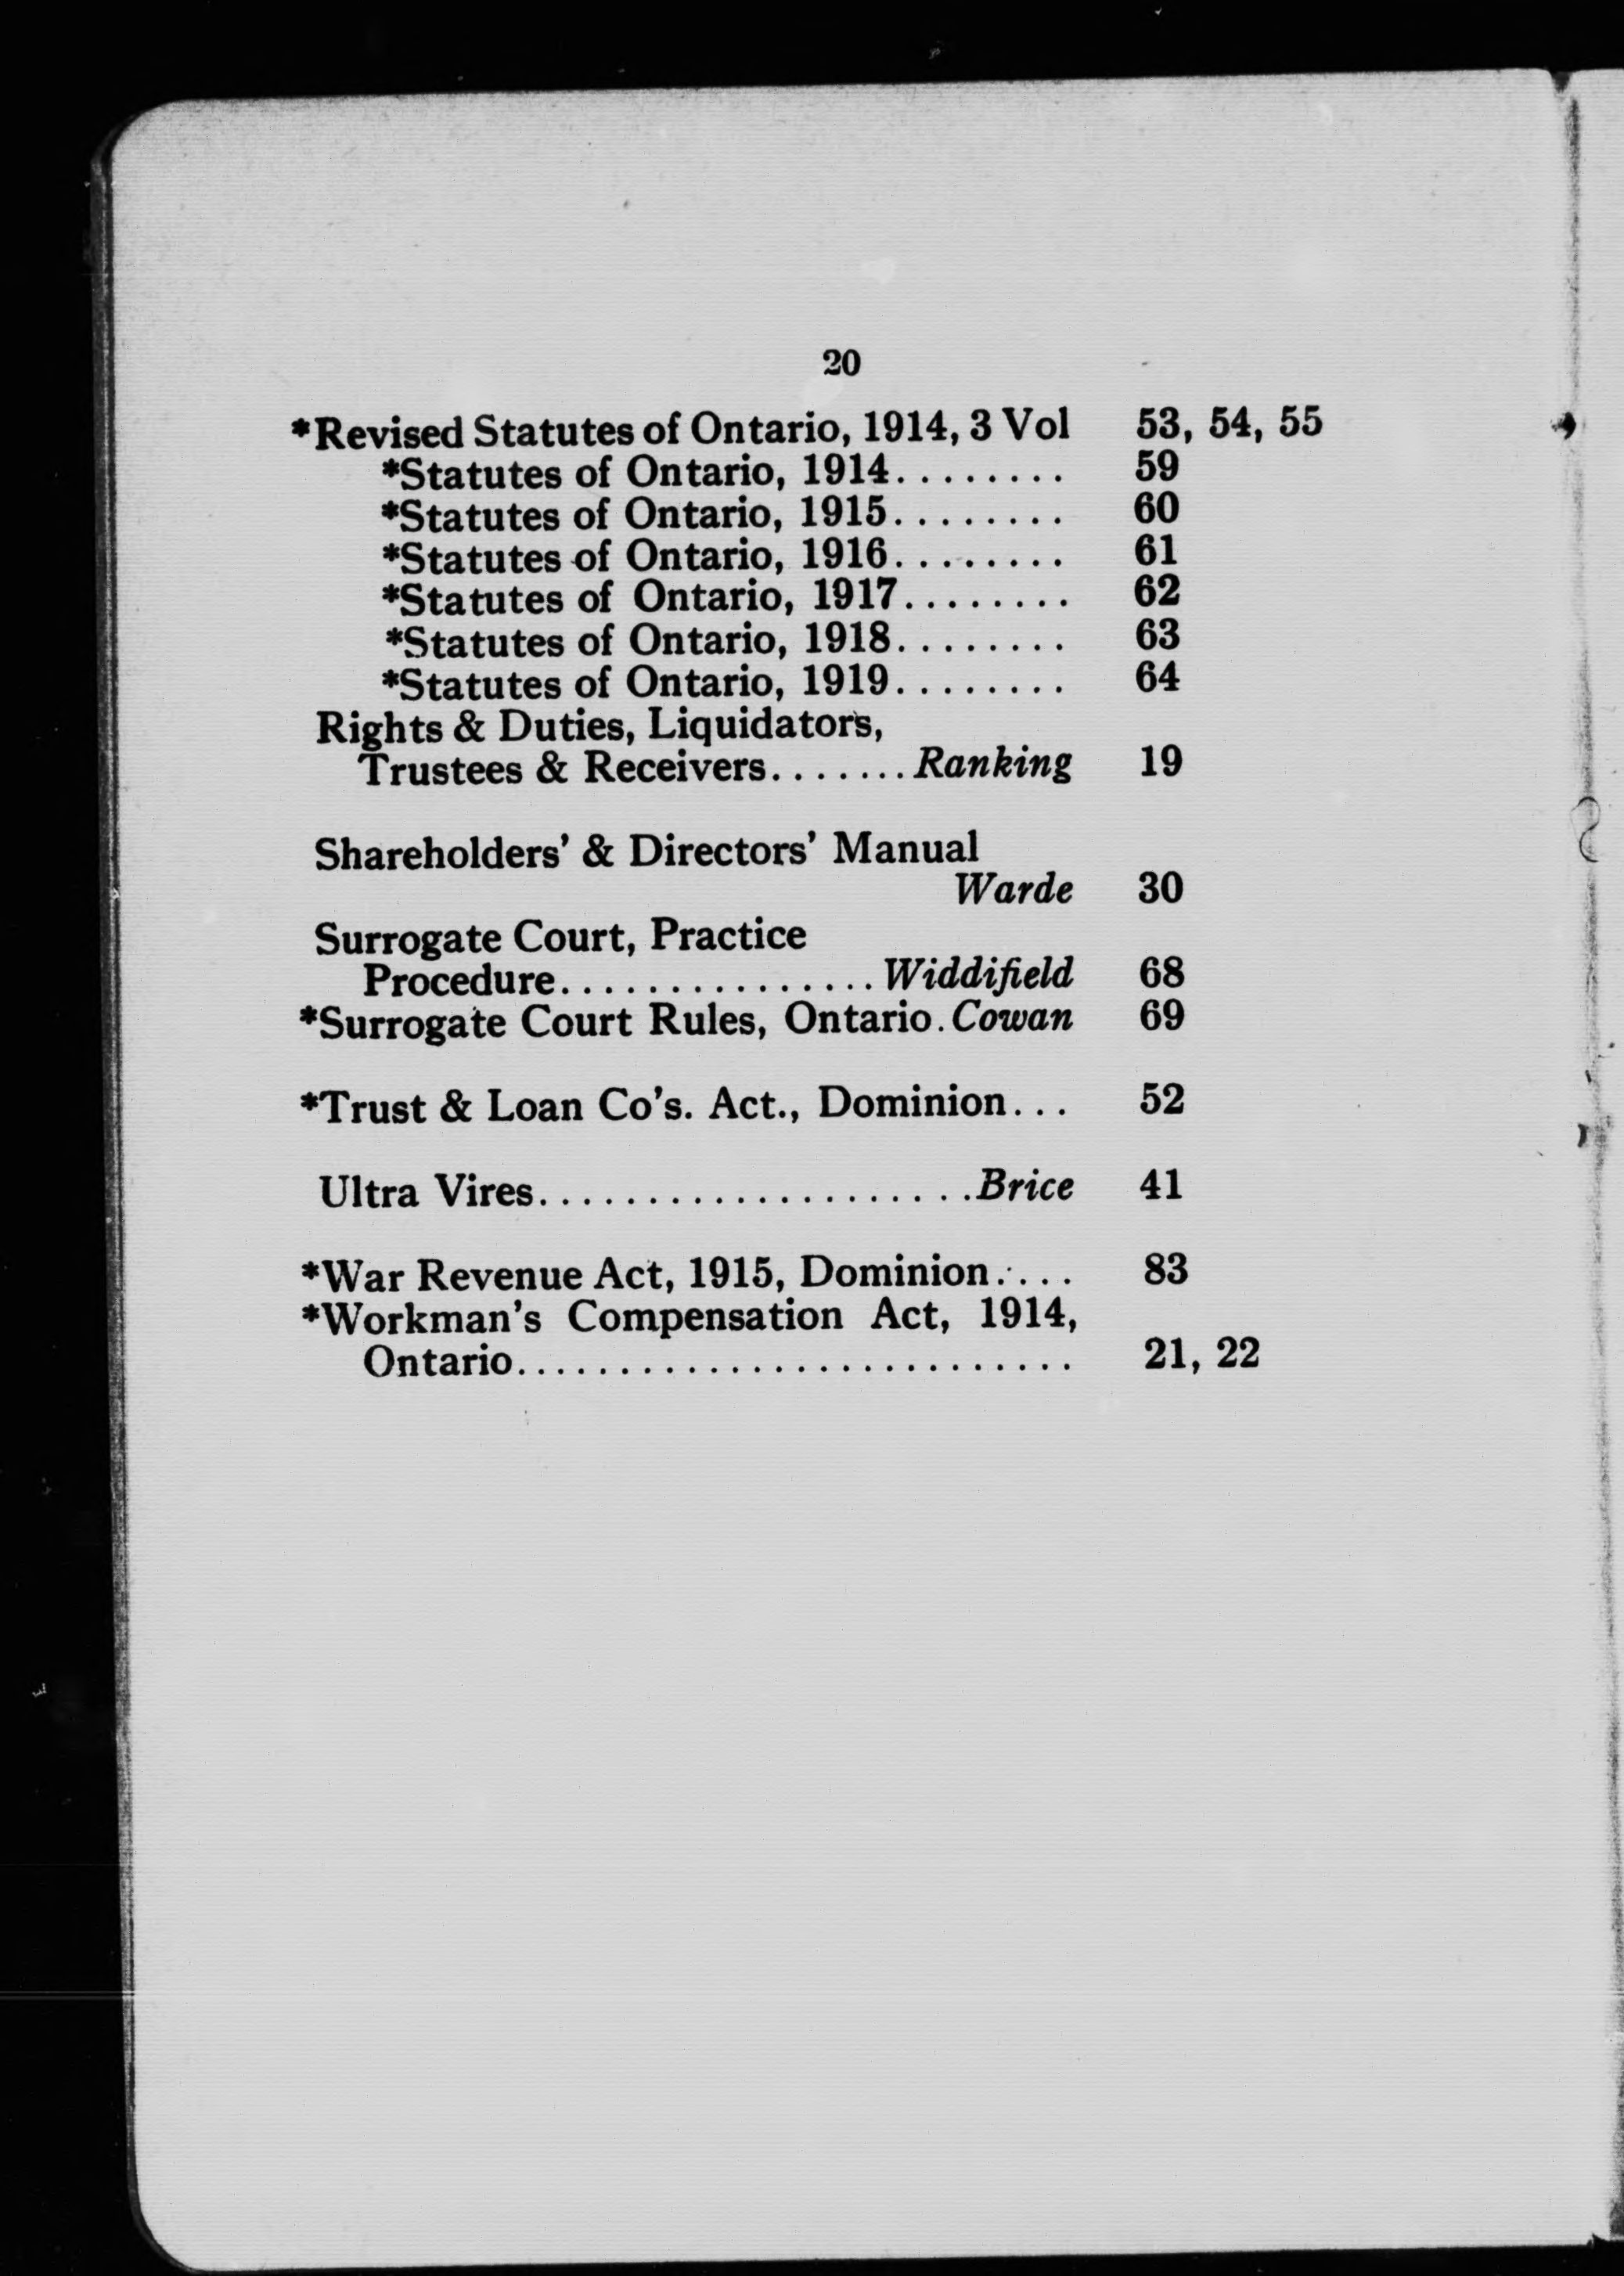 20
*Revised Statutes of Ontario, 1914, 3 Vol 53, 54, 55
*Statutes of Ontario, 1914........ 59
*Statutes of Ontario, 1915........ 60
*Statutes of Ontario, 1916........ 61
*Statutes of Ontario, 1917........ 62
*Statutes of Ontario, 1918........ 63
*Statutes of Ontario, 1919........ 64
Rights & Duties, Liquidators,
Trustees & Receivers.......Ranking 19
Shareholders' & Directors' Manual
Warde 30
Surrogate Court, Practice
Procedure...............Widdifield 68
*Surrogate Court Rules, Ontario.Cowan 69
*Trust & Loan Co's. Act., Dominion... 52
Ultra Vires....................Brice 41
*War Revenue Act, 1915, Dominion.... 83
*Workman's Compensation Act, 1914,
Ontario.......................... 21, 22